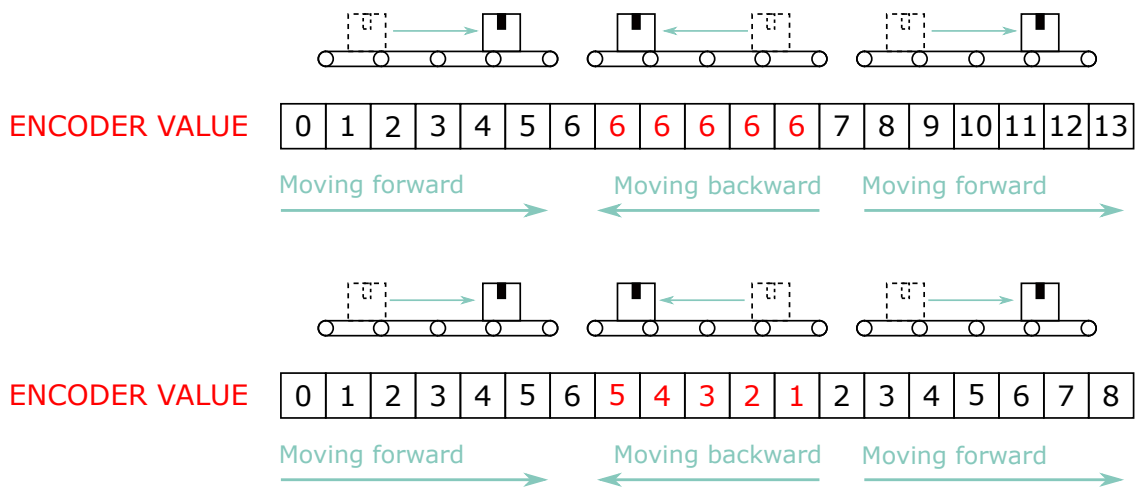 ENCODER VALUE 0 1 2 3 4 5 6 6 6 6 6 6 7 8 9 10 11 12 13
Moving forward Moving backward Moving forward
ENCODER VALUE 0 1 2 3 4 5 6 5 4 3 2 1 2 3 4 5 6 7 8
Moving forward Moving backward Moving forward